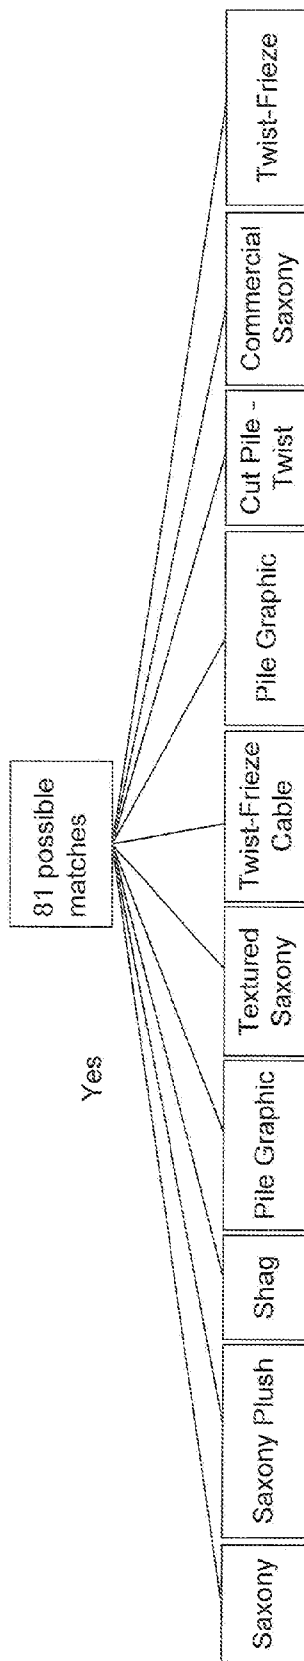 81 possible
matches
Yes
Saxony
Saxony Plush
Shag
Pile Graphic
Textured
Saxony
Twist-Frieze
Cable
Pile Graphic
Cut Pile -
Twist
Commercial
Saxony
Twist-Frieze